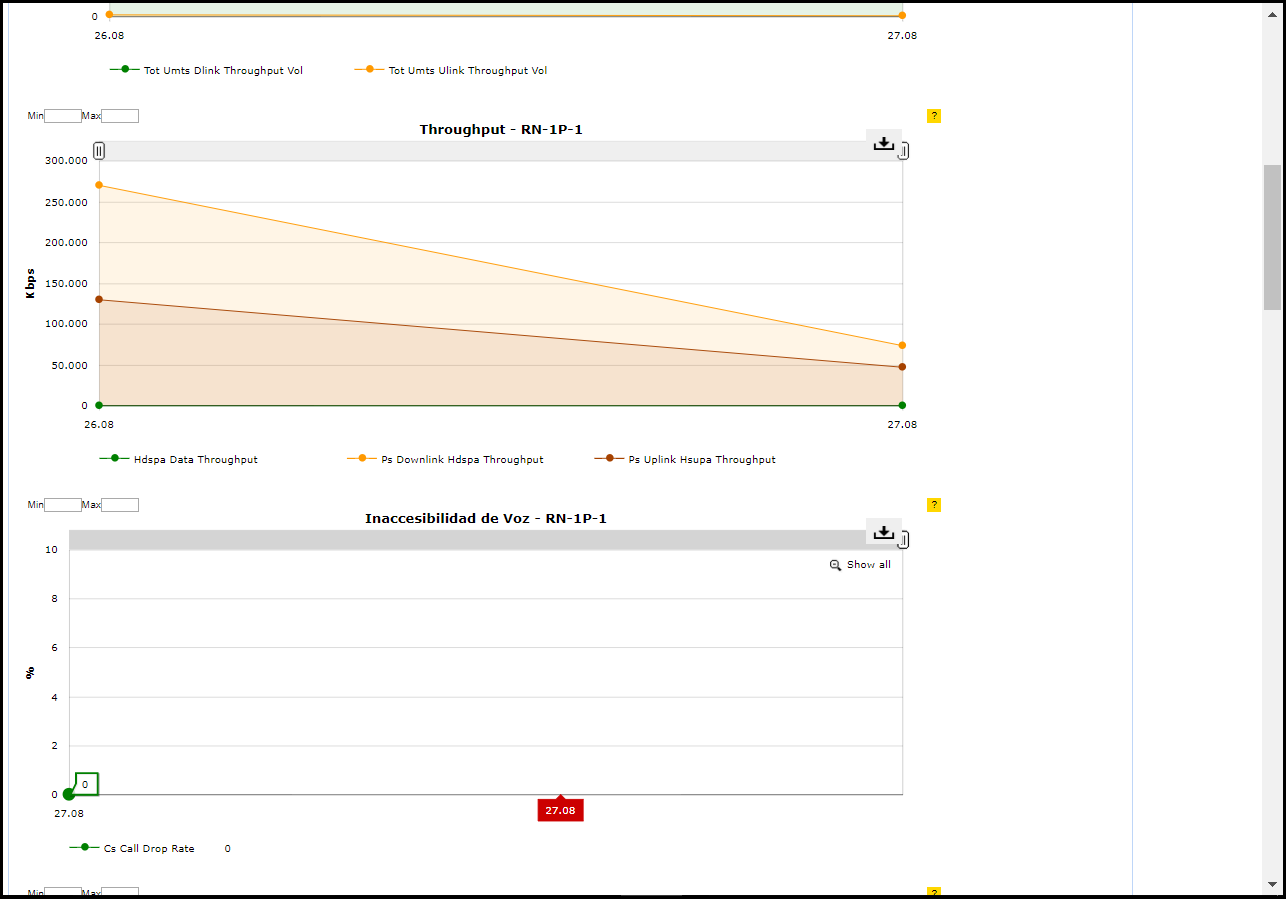 0
26.08 27.08
Tot Umts Dlink Throughput Vol Tot Umts Ulink Throughput Vol
Min Max ?
Throughput - RN-1P-1
300.000
250.000
200.000
150.000
100.000
50.000
0
Kbps
26.08 27.08
Hdspa Data Throughput Ps Downlink Hdspa Throughput Ps Uplink Hsupa Throughput
Min Max ?
Inaccesibilidad de Voz - RN-1P-1
10
Show all
8
6
4
2
0
%
0
27.08 27.08
Cs Call Drop Rate 0
Min Max ?